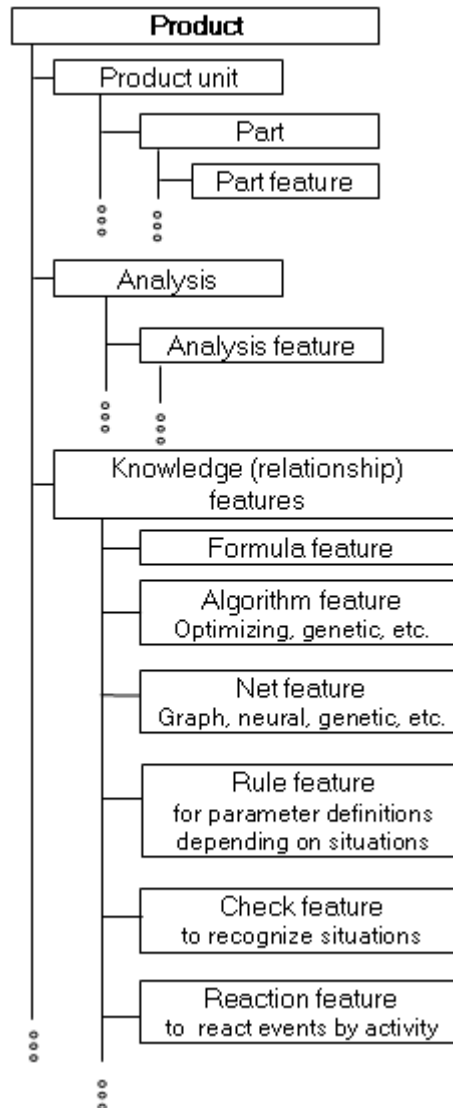 Product
Product unit
Part
Part feature
Analysis
Analysis feature
Knowledge (relationship)
features
Formula feature
Algorithm feature
Optimizing, genetic, etc.
Net feature
Graph, neural, genetic, etc.
Rule feature
for parameter definitions
depending on situations
Check feature
to recognize situations
Reaction feature
to react events by activity